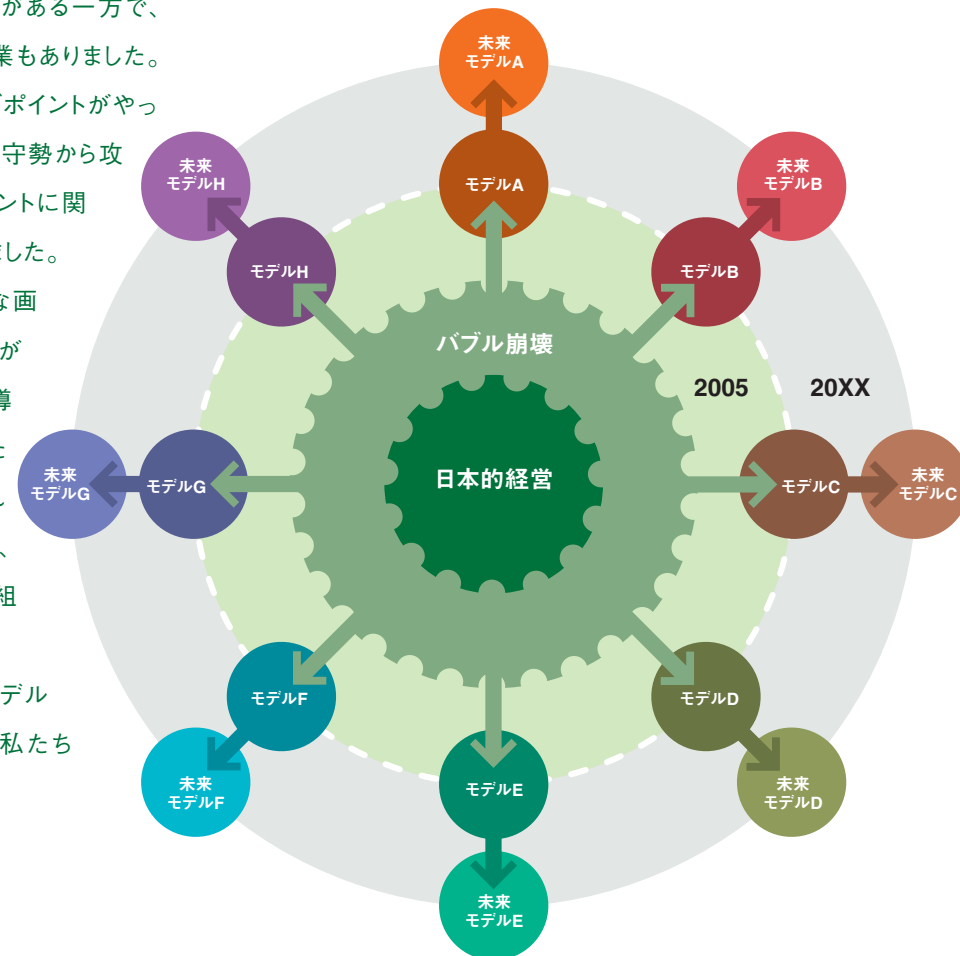 がある一方で、
業もありました。
ポイントがやっ
守勢から攻
ントに関
した。
な画
が
導
組
デル
私たち
未来
モデルA
モデルA
未来
モデルH
モデルH
未来
モデルB
モデルB
バブル崩壊
2005
20XX
日本的経営
未来
モデルG
モデルG
モデルC
未来
モデルC
モデルF
未来
モデルF
モデルD
未来
モデルD
モデルE
未来
モデルE